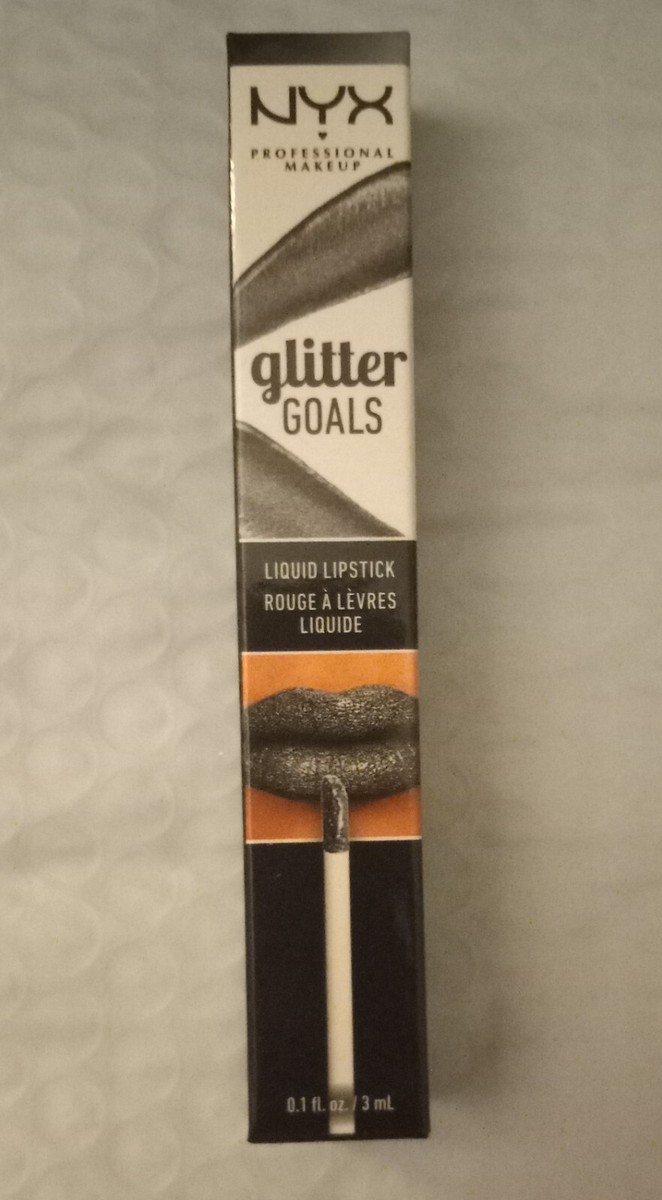 NYX
PROFESSIONAL
MAKEUP
glitter
GOALS
LIQUID LIPSTICK
ROUGE À LÈVRES
LIQUIDE
0.1 fl. oz. / 3 mL